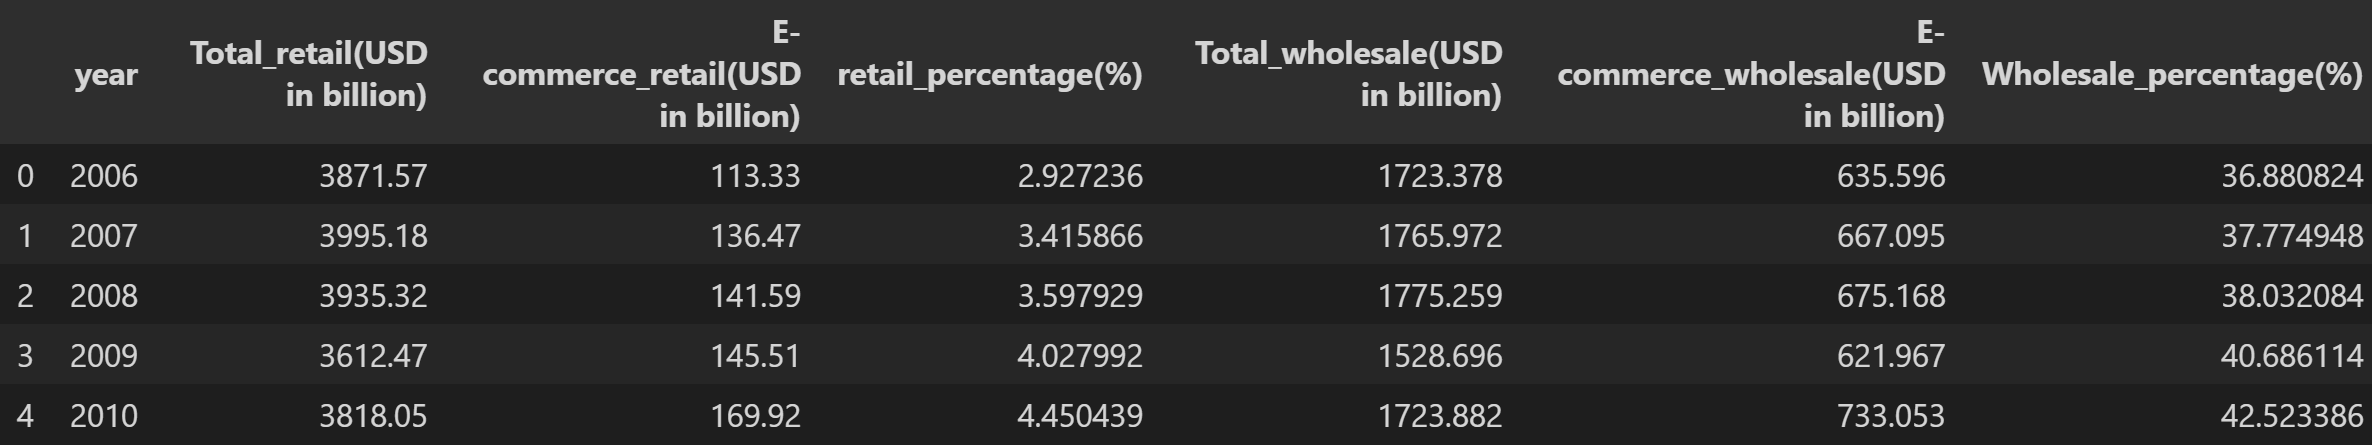 year Total_retail(USD in billion) E-commerce_retail(USD in billion) retail_percentage(%) Total_wholesale(USD in billion) E-commerce_wholesale(USD in billion) Wholesale_percentage(%)
0 2006 3871.57 113.33 2.927236 1723.378 635.596 36.880824
1 2007 3995.18 136.47 3.415866 1765.972 667.095 37.774948
2 2008 3935.32 141.59 3.597929 1775.259 675.168 38.032084
3 2009 3612.47 145.51 4.027992 1528.696 621.967 40.686114
4 2010 3818.05 169.92 4.450439 1723.882 733.053 42.523386